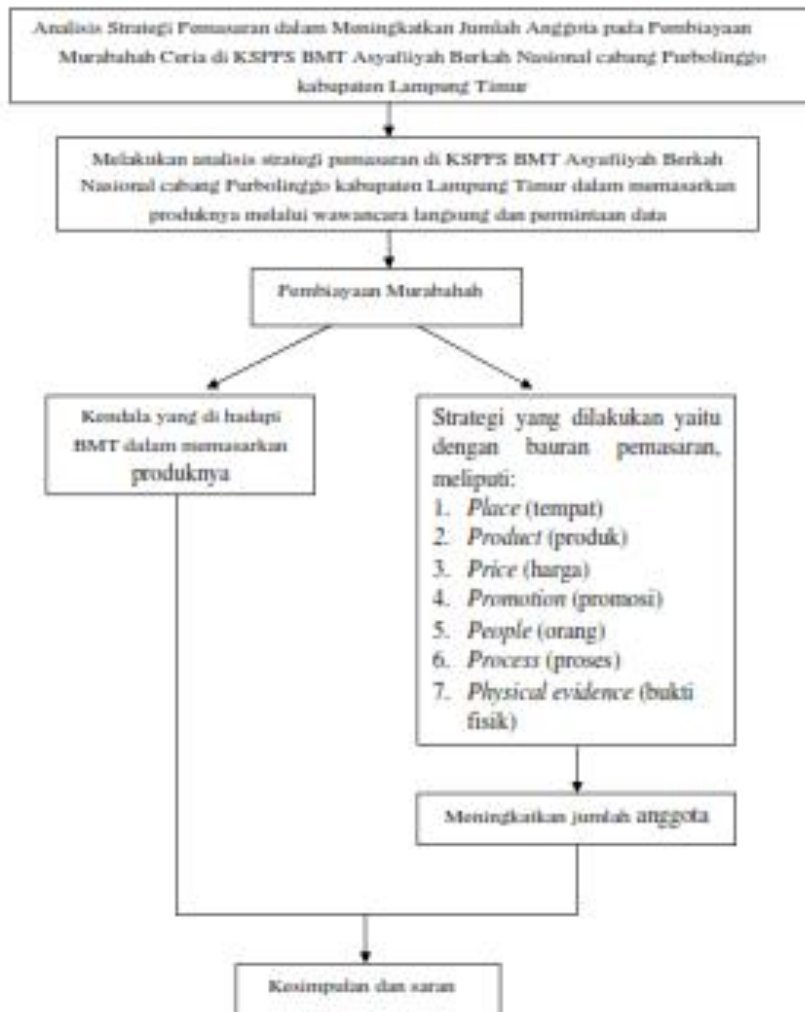 Analisis Strategi Pemasaran dalam Meningkatkan Jumlah Anggota pada Pembiayaan
Murabahah Ceria di KSPPS BMT Asyafiiyah Berkah Nasional cabang Purbolinggo
kabupaten Lampung Timur
Melakukan analisis strategi pemasaran di KSPPS BMT Asyafiiyah Berkah
Nasional cabang Purbolinggo kabupaten Lampung Timur dalam memasarkan
produknya melalui wawancara langsung dan permintaan data
Pembiayaan Murabahah
Kendala yang di hadapi
BMT dalam memasarkan
produknya
Strategi yang dilakukan yaitu
dengan bauran pemasaran,
meliputi:
1. Place (tempat)
2. Product (produk)
3. Price (harga)
4. Promotion (promosi)
5. People (orang)
6. Process (proses)
7. Physical evidence (bukti
fisik)
Meningkatkan jumlah anggota
Kesimpulan dan saran